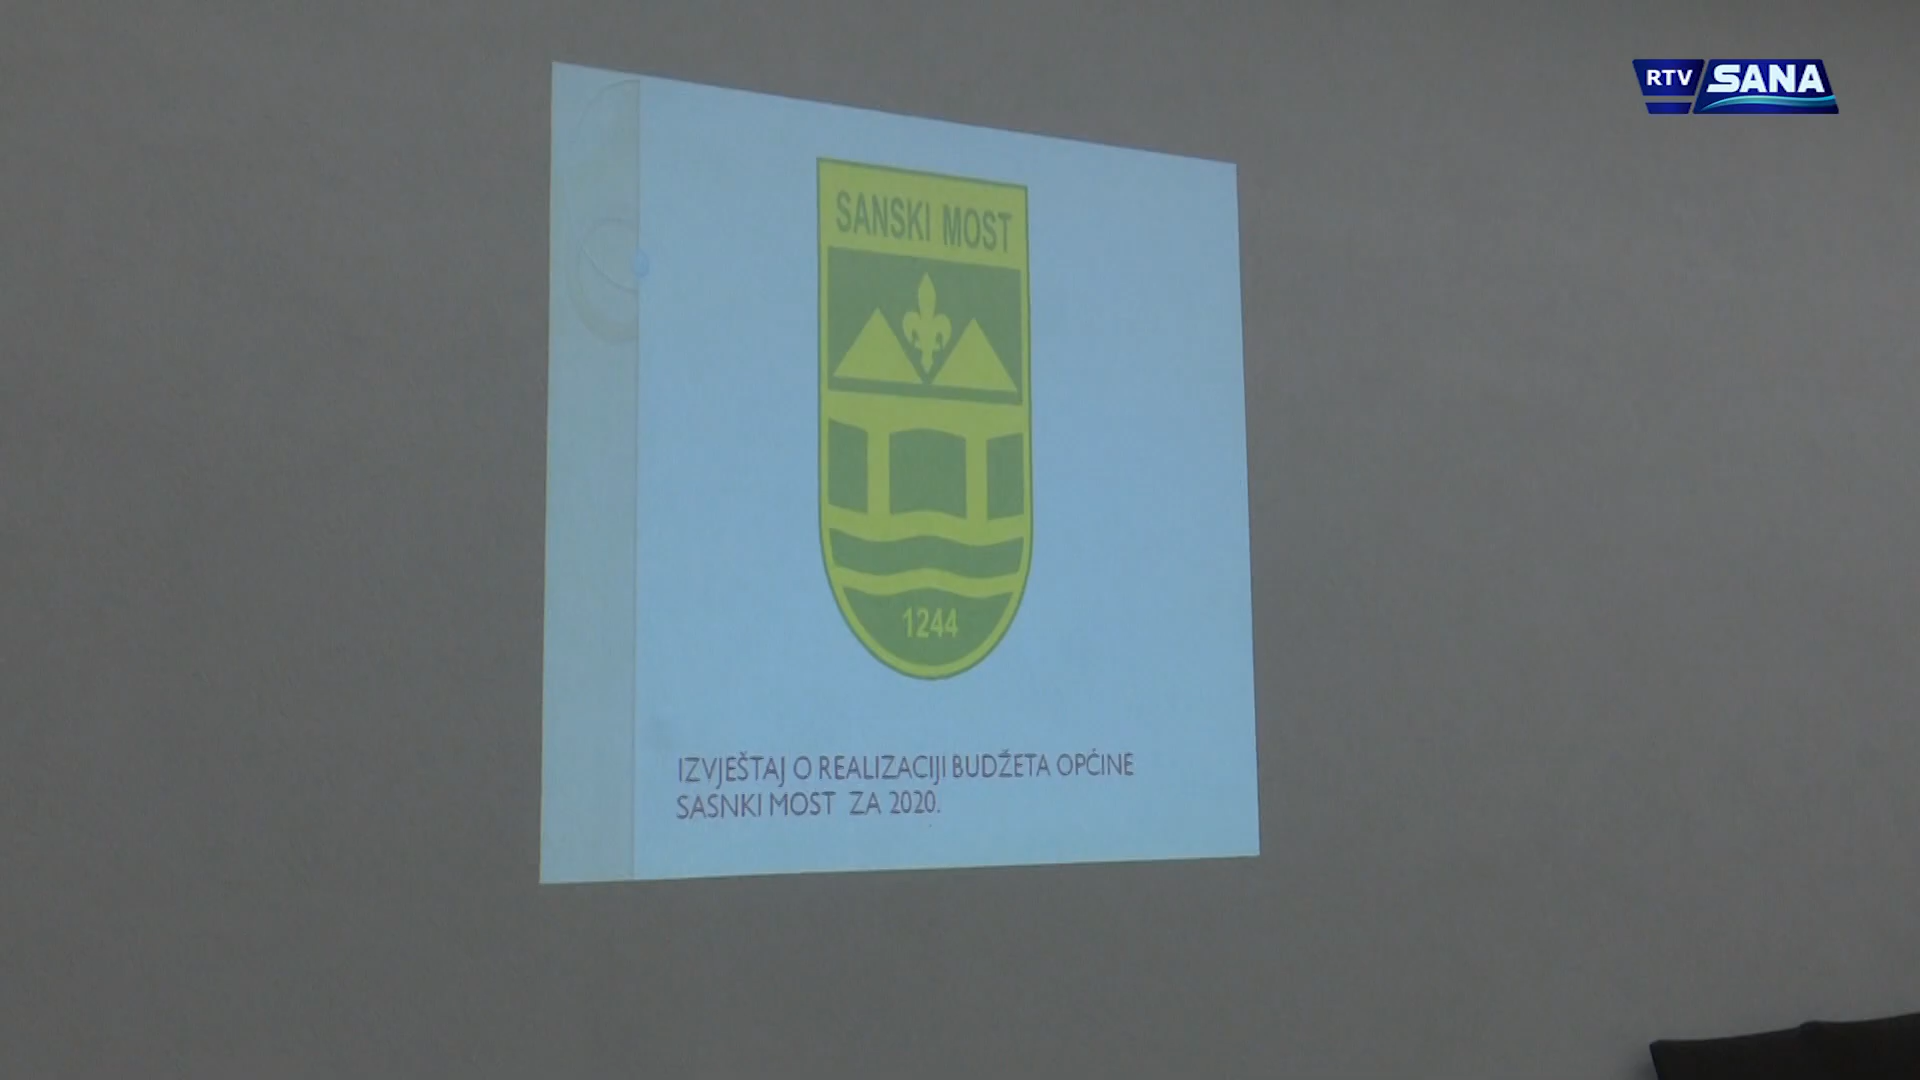 RTV SANA
SANSKI MOST
1244
IZVJEŠTAJ O REALIZACIJI BUDŽETA OPĆINE
SASNKI MOST ZA 2020.